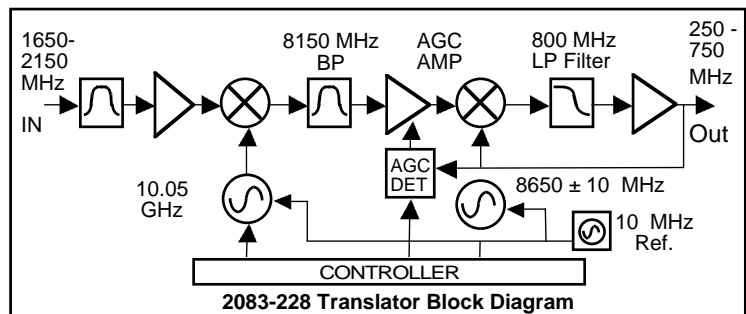 1650-
2150
MHz
IN
8150 MHz
BP
AGC
AMP
800 MHz
LP Filter
250 -
750
MHz
Out
10.05
GHz
AGC
DET
8650 ± 10 MHz
10 MHz
Ref.
CONTROLLER
2083-228 Translator Block Diagram